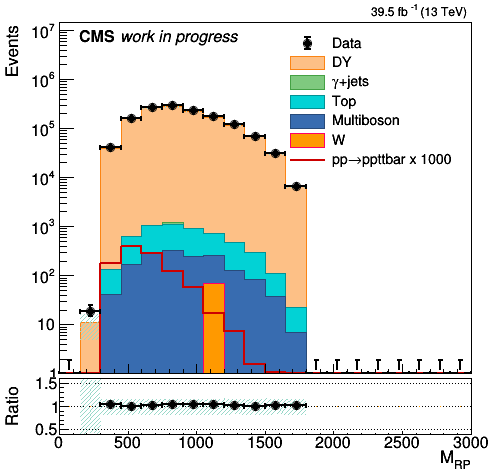 39.5 fb⁻¹ (13 TeV)
CMS work in progress
Events
10⁷
10⁶
10⁵
10⁴
10³
10²
10
1
Data
DY
γ+jets
Top
Multiboson
W
pp→ppttbar x 1000
Ratio
1.5
1
0.5
0 500 1000 1500 2000 2500 3000
M_RP